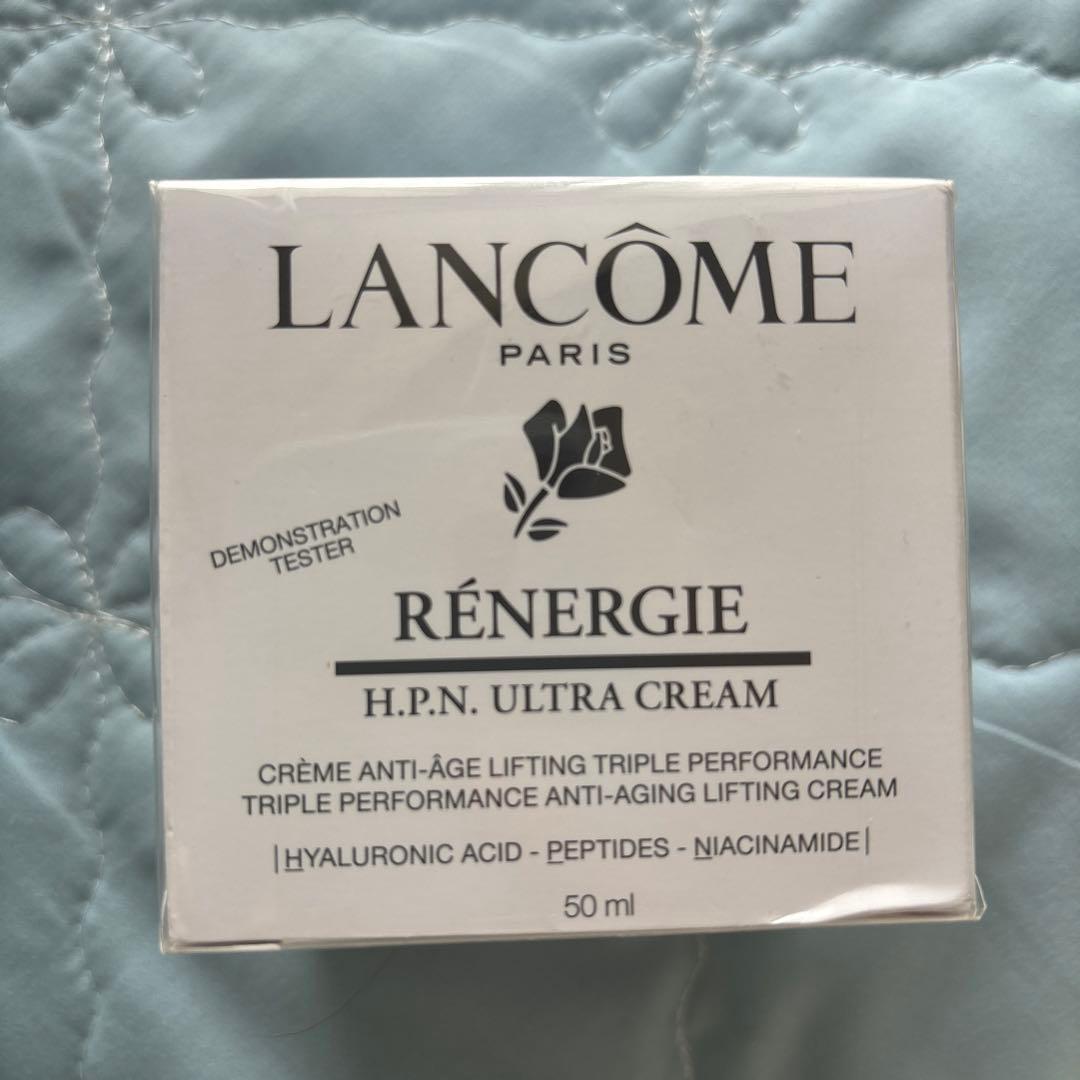 LANCÔME
PARIS
DEMONSTRATION
TESTER
RÉNERGIE
H.P.N. ULTRA CREAM
CRÈME ANTI-ÂGE LIFTING TRIPLE PERFORMANCE
TRIPLE PERFORMANCE ANTI-AGING LIFTING CREAM
|HYALURONIC ACID - PEPTIDES - NIACINAMIDE|
50 ml